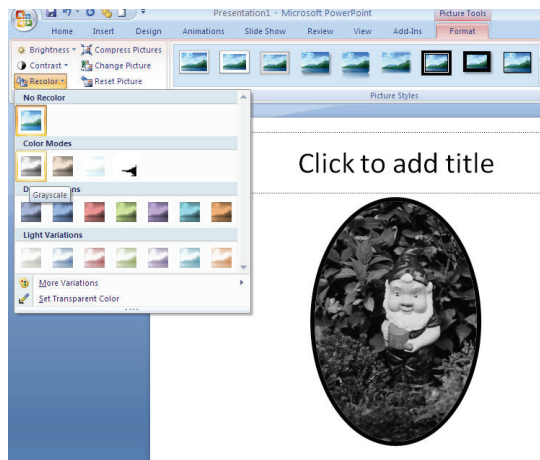 Presentation1 - Microsoft PowerPoint
Picture Tools
Home Insert Design Animations Slide Show Review View Add-Ins Format
Brightness
Compress Pictures
Contrast
Change Picture
Recolor
Reset Picture
Picture Styles
No Recolor
Color Modes
Grayscale
Light Variations
More Variations
Set Transparent Color
Click to add title